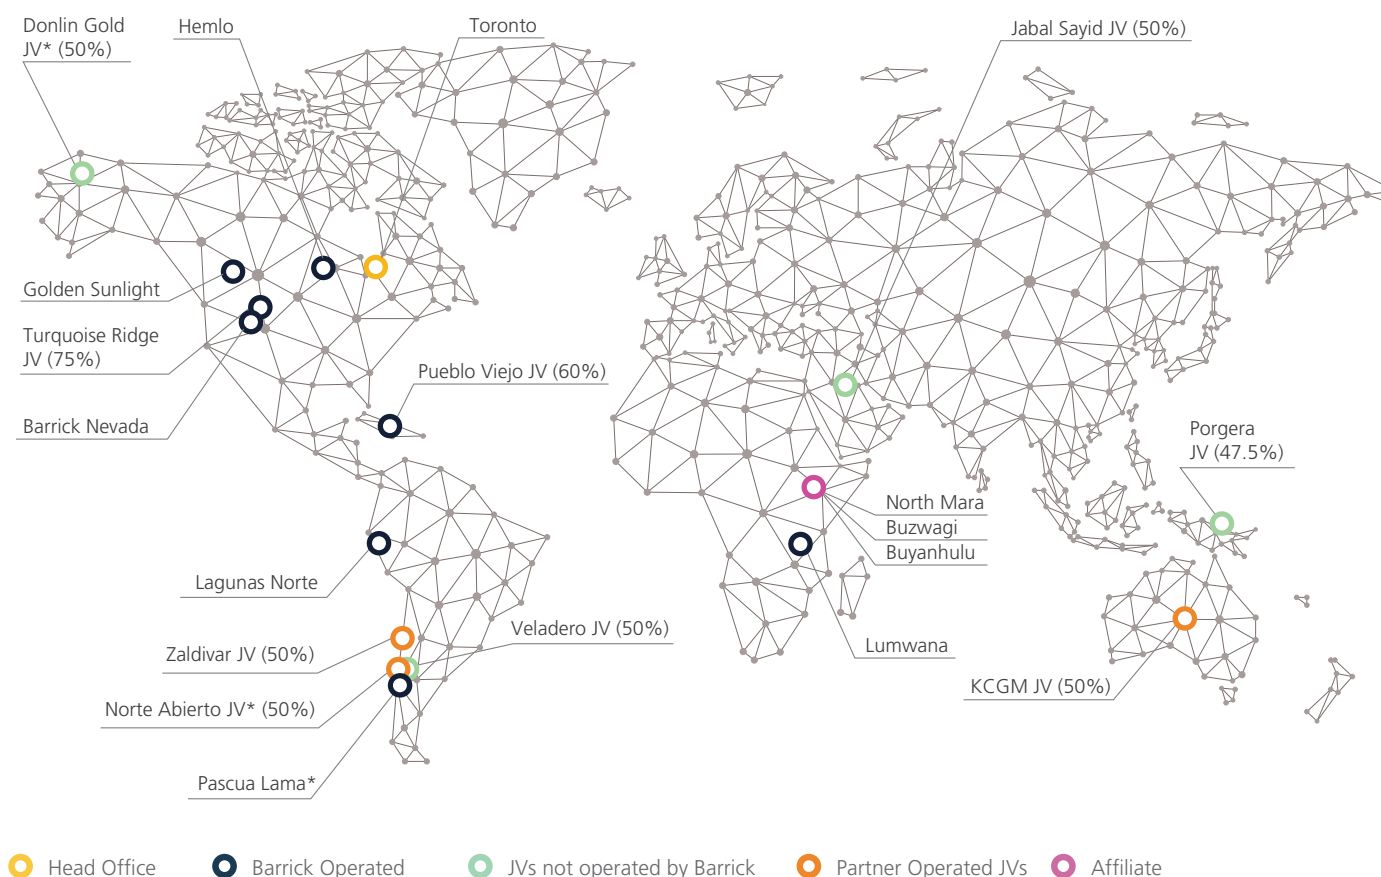 Donlin Gold
JV* (50%)
Hemlo
Toronto
Jabal Sayid JV (50%)
Golden Sunlight
Turquoise Ridge
JV (75%)
Barrick Nevada
Pueblo Viejo JV (60%)
Porgera
JV (47.5%)
North Mara
Buzwagi
Buyanhulu
Lagunas Norte
Veladero JV (50%)
Lumwana
Zaldivar JV (50%)
KCGM JV (50%)
Norte Abierto JV* (50%)
Pascua Lama*
Head Office
Barrick Operated
JVs not operated by Barrick
Partner Operated JVs
Affiliate